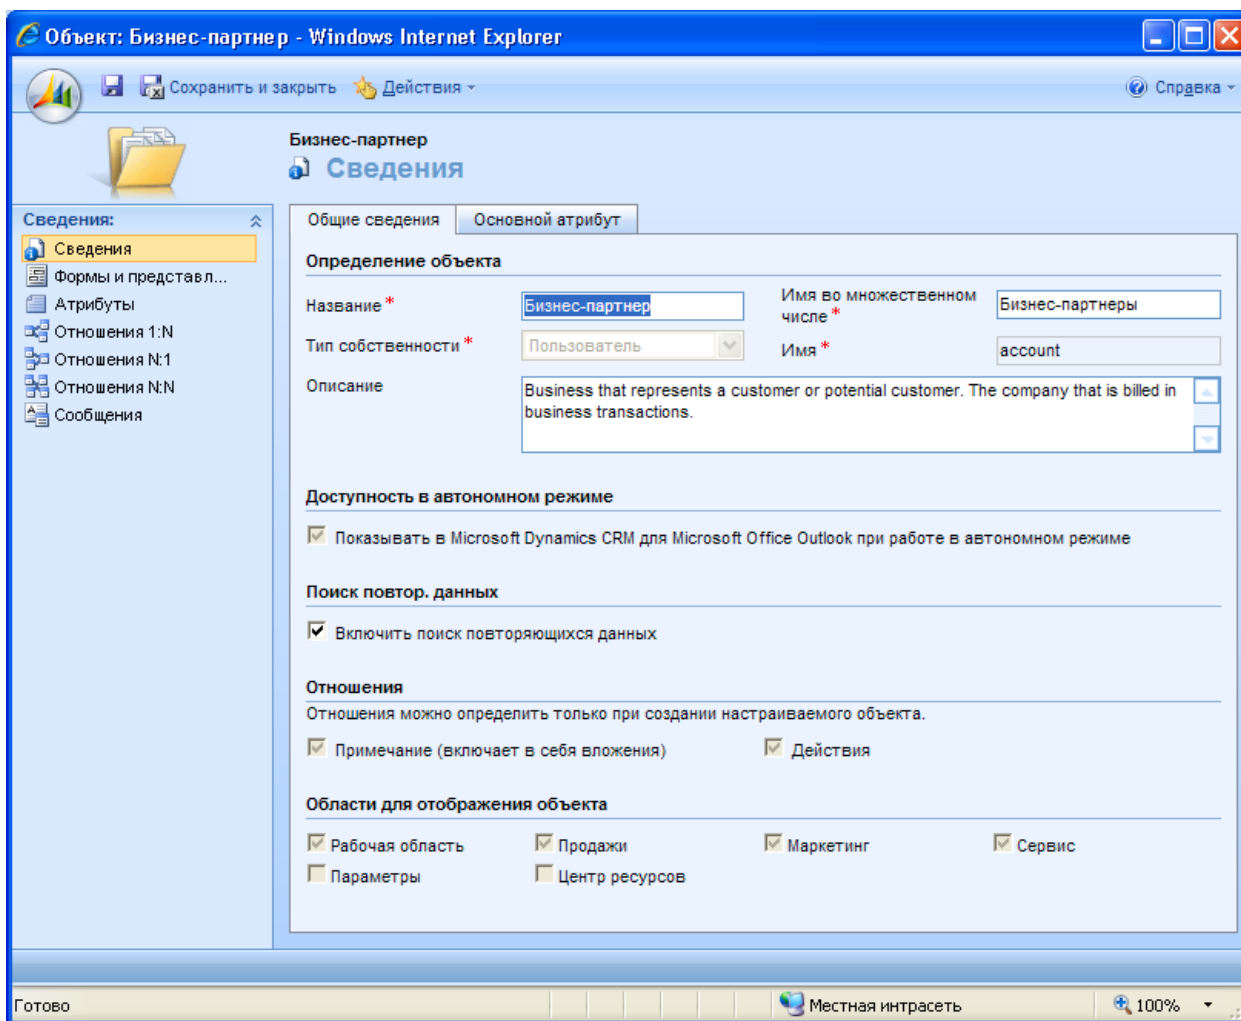 Объект: Бизнес-партнер - Windows Internet Explorer
Сохранить и закрыть Действия Справка
Бизнес-партнер
Сведения
Сведения:
Сведения
Формы и представл...
Атрибуты
Отношения 1:N
Отношения N:1
Отношения N:N
Сообщения
Общие сведения Основной атрибут
Определение объекта
Название * Бизнес-партнер Имя во множественном
числе * Бизнес-партнеры
Тип собственности * Пользователь Имя * account
Описание Business that represents a customer or potential customer. The company that is billed in
business transactions.
Доступность в автономном режиме
Показывать в Microsoft Dynamics CRM для Microsoft Office Outlook при работе в автономном режиме
Поиск повтор. данных
Включить поиск повторяющихся данных
Отношения
Отношения можно определить только при создании настраиваемого объекта.
Примечание (включает в себя вложения) Действия
Области для отображения объекта
Рабочая область Продажи Маркетинг Сервис
Параметры Центр ресурсов
Готово Местная интрасеть 100%